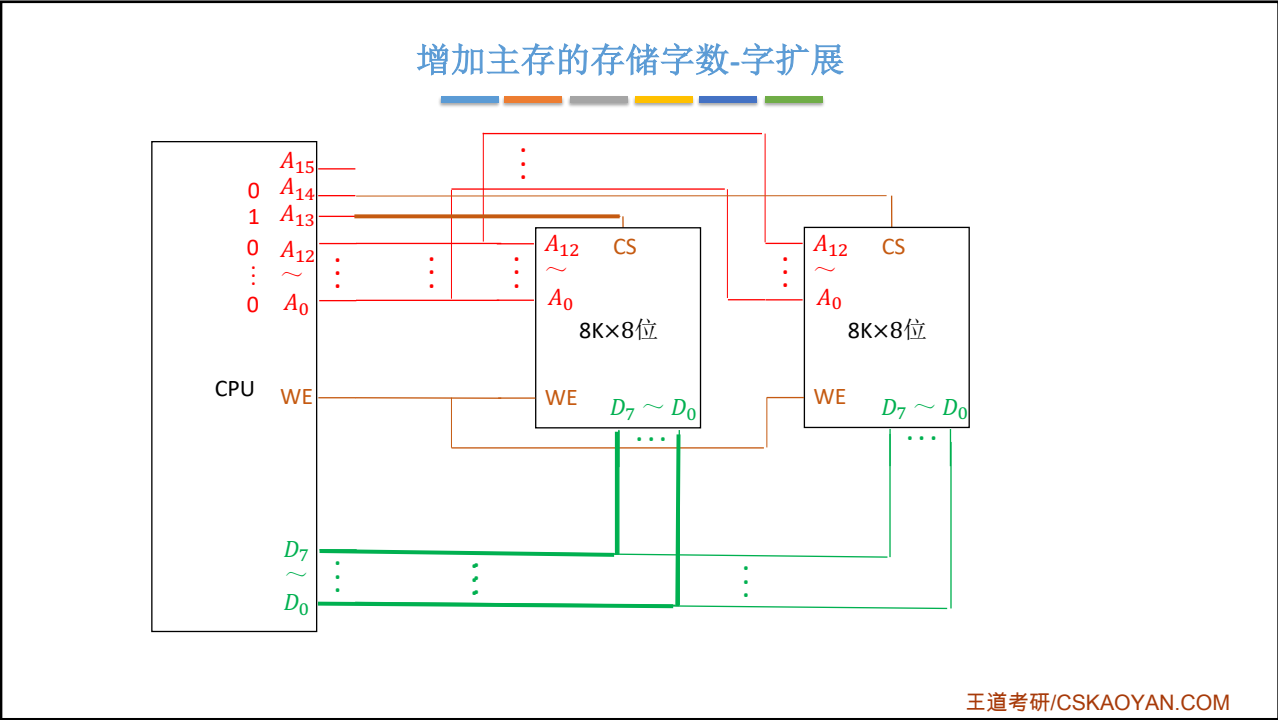 增加主存的存储字数-字扩展
A₁₅
0 A₁₄
1 A₁₃
0 A₁₂
⋮ ～
0 A₀
CPU
WE
D₇
～
D₀
A₁₂ CS
～
A₀
8K×8位
WE
D₇ ～ D₀
A₁₂ CS
～
A₀
8K×8位
WE
D₇ ～ D₀
王道考研/CSKAOYAN.COM